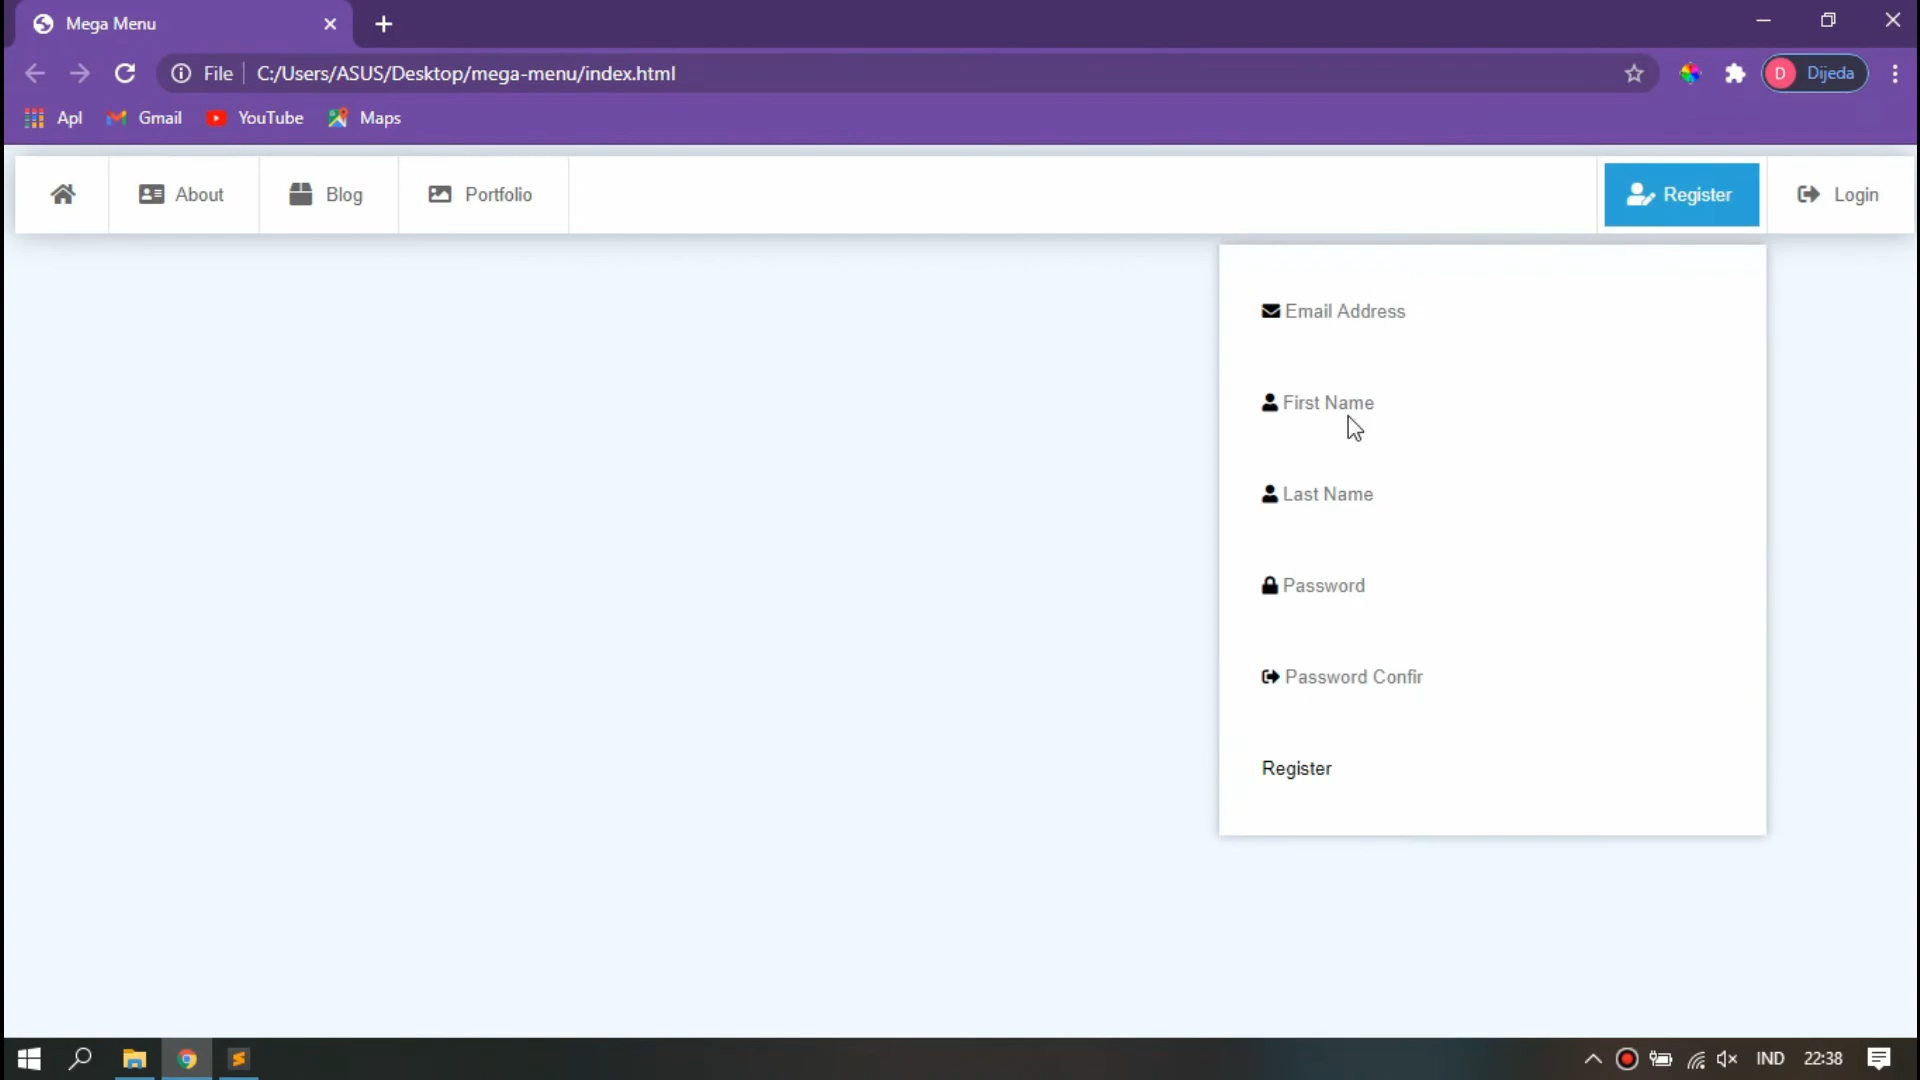 Mega Menu
File C:/Users/ASUS/Desktop/mega-menu/index.html D Dijeda
Apl Gmail YouTube Maps
About Blog Portfolio Register Login
Email Address
First Name
Last Name
Password
Password Confir
Register
IND 22:38